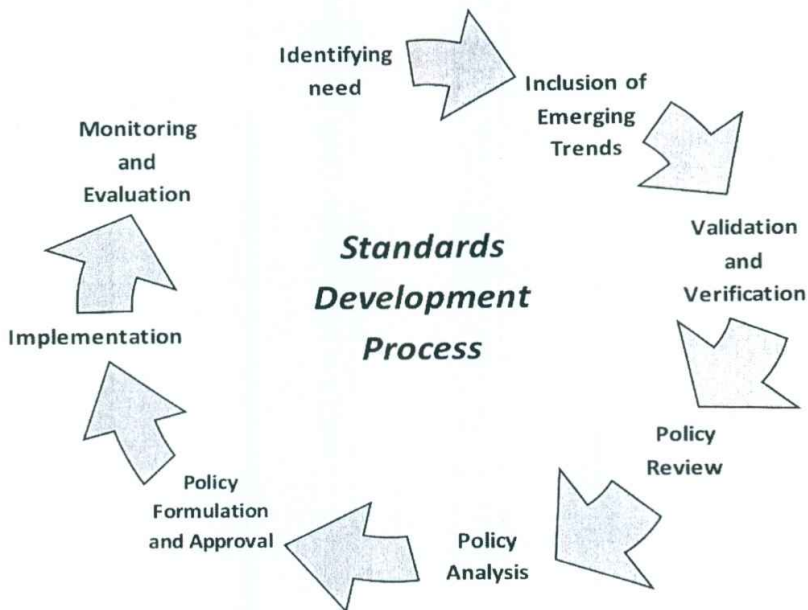 Identifying
need
Inclusion of
Emerging
Trends
Validation
and
Verification
Policy
Review
Policy
Analysis
Policy
Formulation
and Approval
Implementation
Monitoring
and
Evaluation
Standards
Development
Process